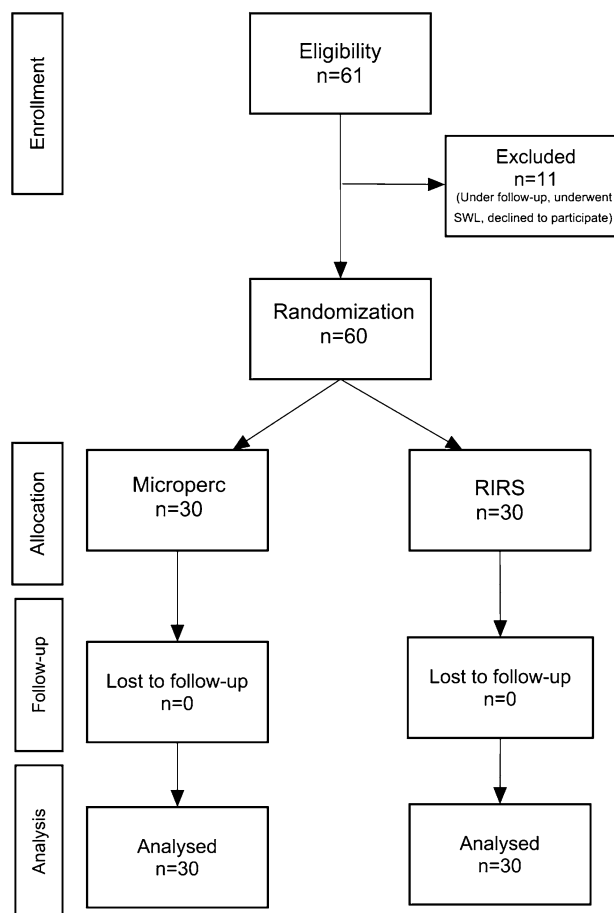 Enrollment
Eligibility
n=61
Excluded
n=11
(Under follow-up, underwent
SWL, declined to participate)
Randomization
n=60
Allocation
Microperc
n=30
RIRS
n=30
Follow-up
Lost to follow-up
n=0
Lost to follow-up
n=0
Analysis
Analysed
n=30
Analysed
n=30